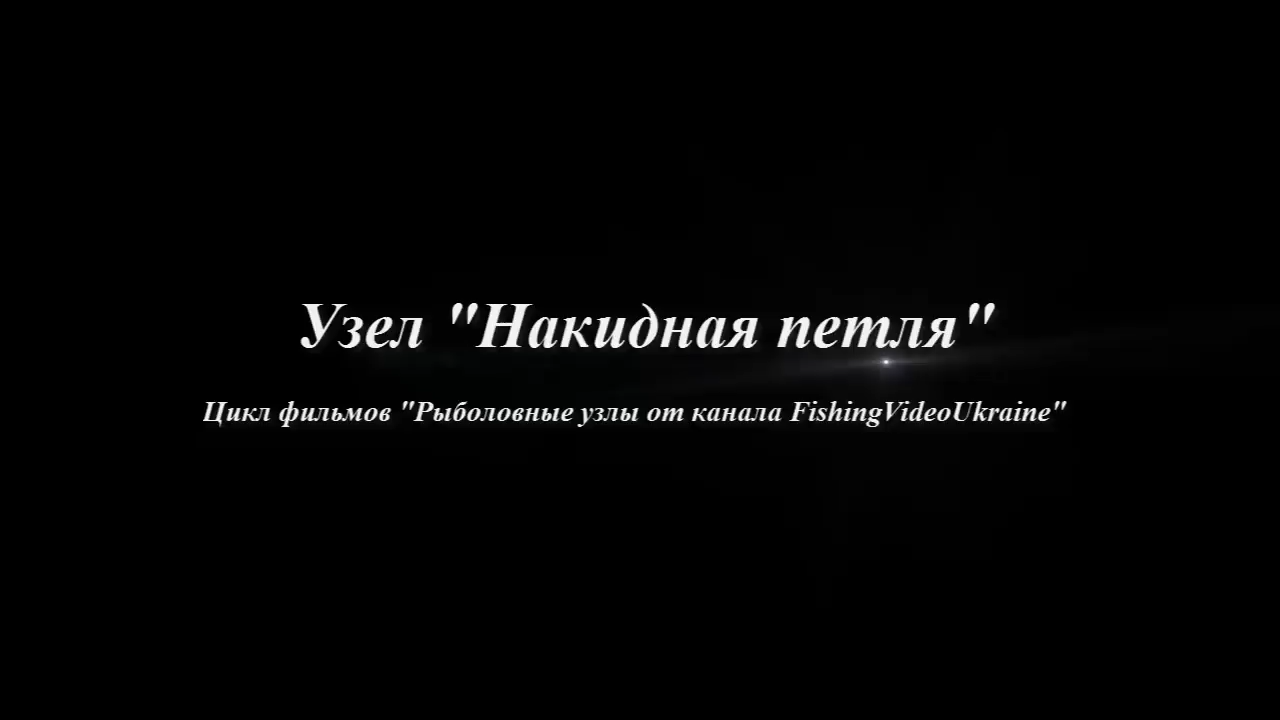 Узел "Накидная петля"
Цикл фильмов "Рыболовные узлы от канала FishingVideoUkraine"